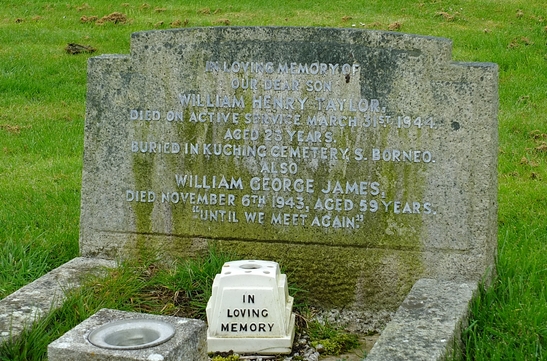 IN LOVING MEMORY OF
OUR DEAR SON
WILLIAM HENRY TAYLOR,
DIED ON ACTIVE SERVICE MARCH 31ST 1944.
AGED 23 YEARS.
BURIED IN KUCHING CEMETERY, S. BORNEO.
ALSO
WILLIAM GEORGE JAMES,
DIED NOVEMBER 6TH 1943, AGED 59 YEARS.
"UNTIL WE MEET AGAIN."
IN
LOVING
MEMORY